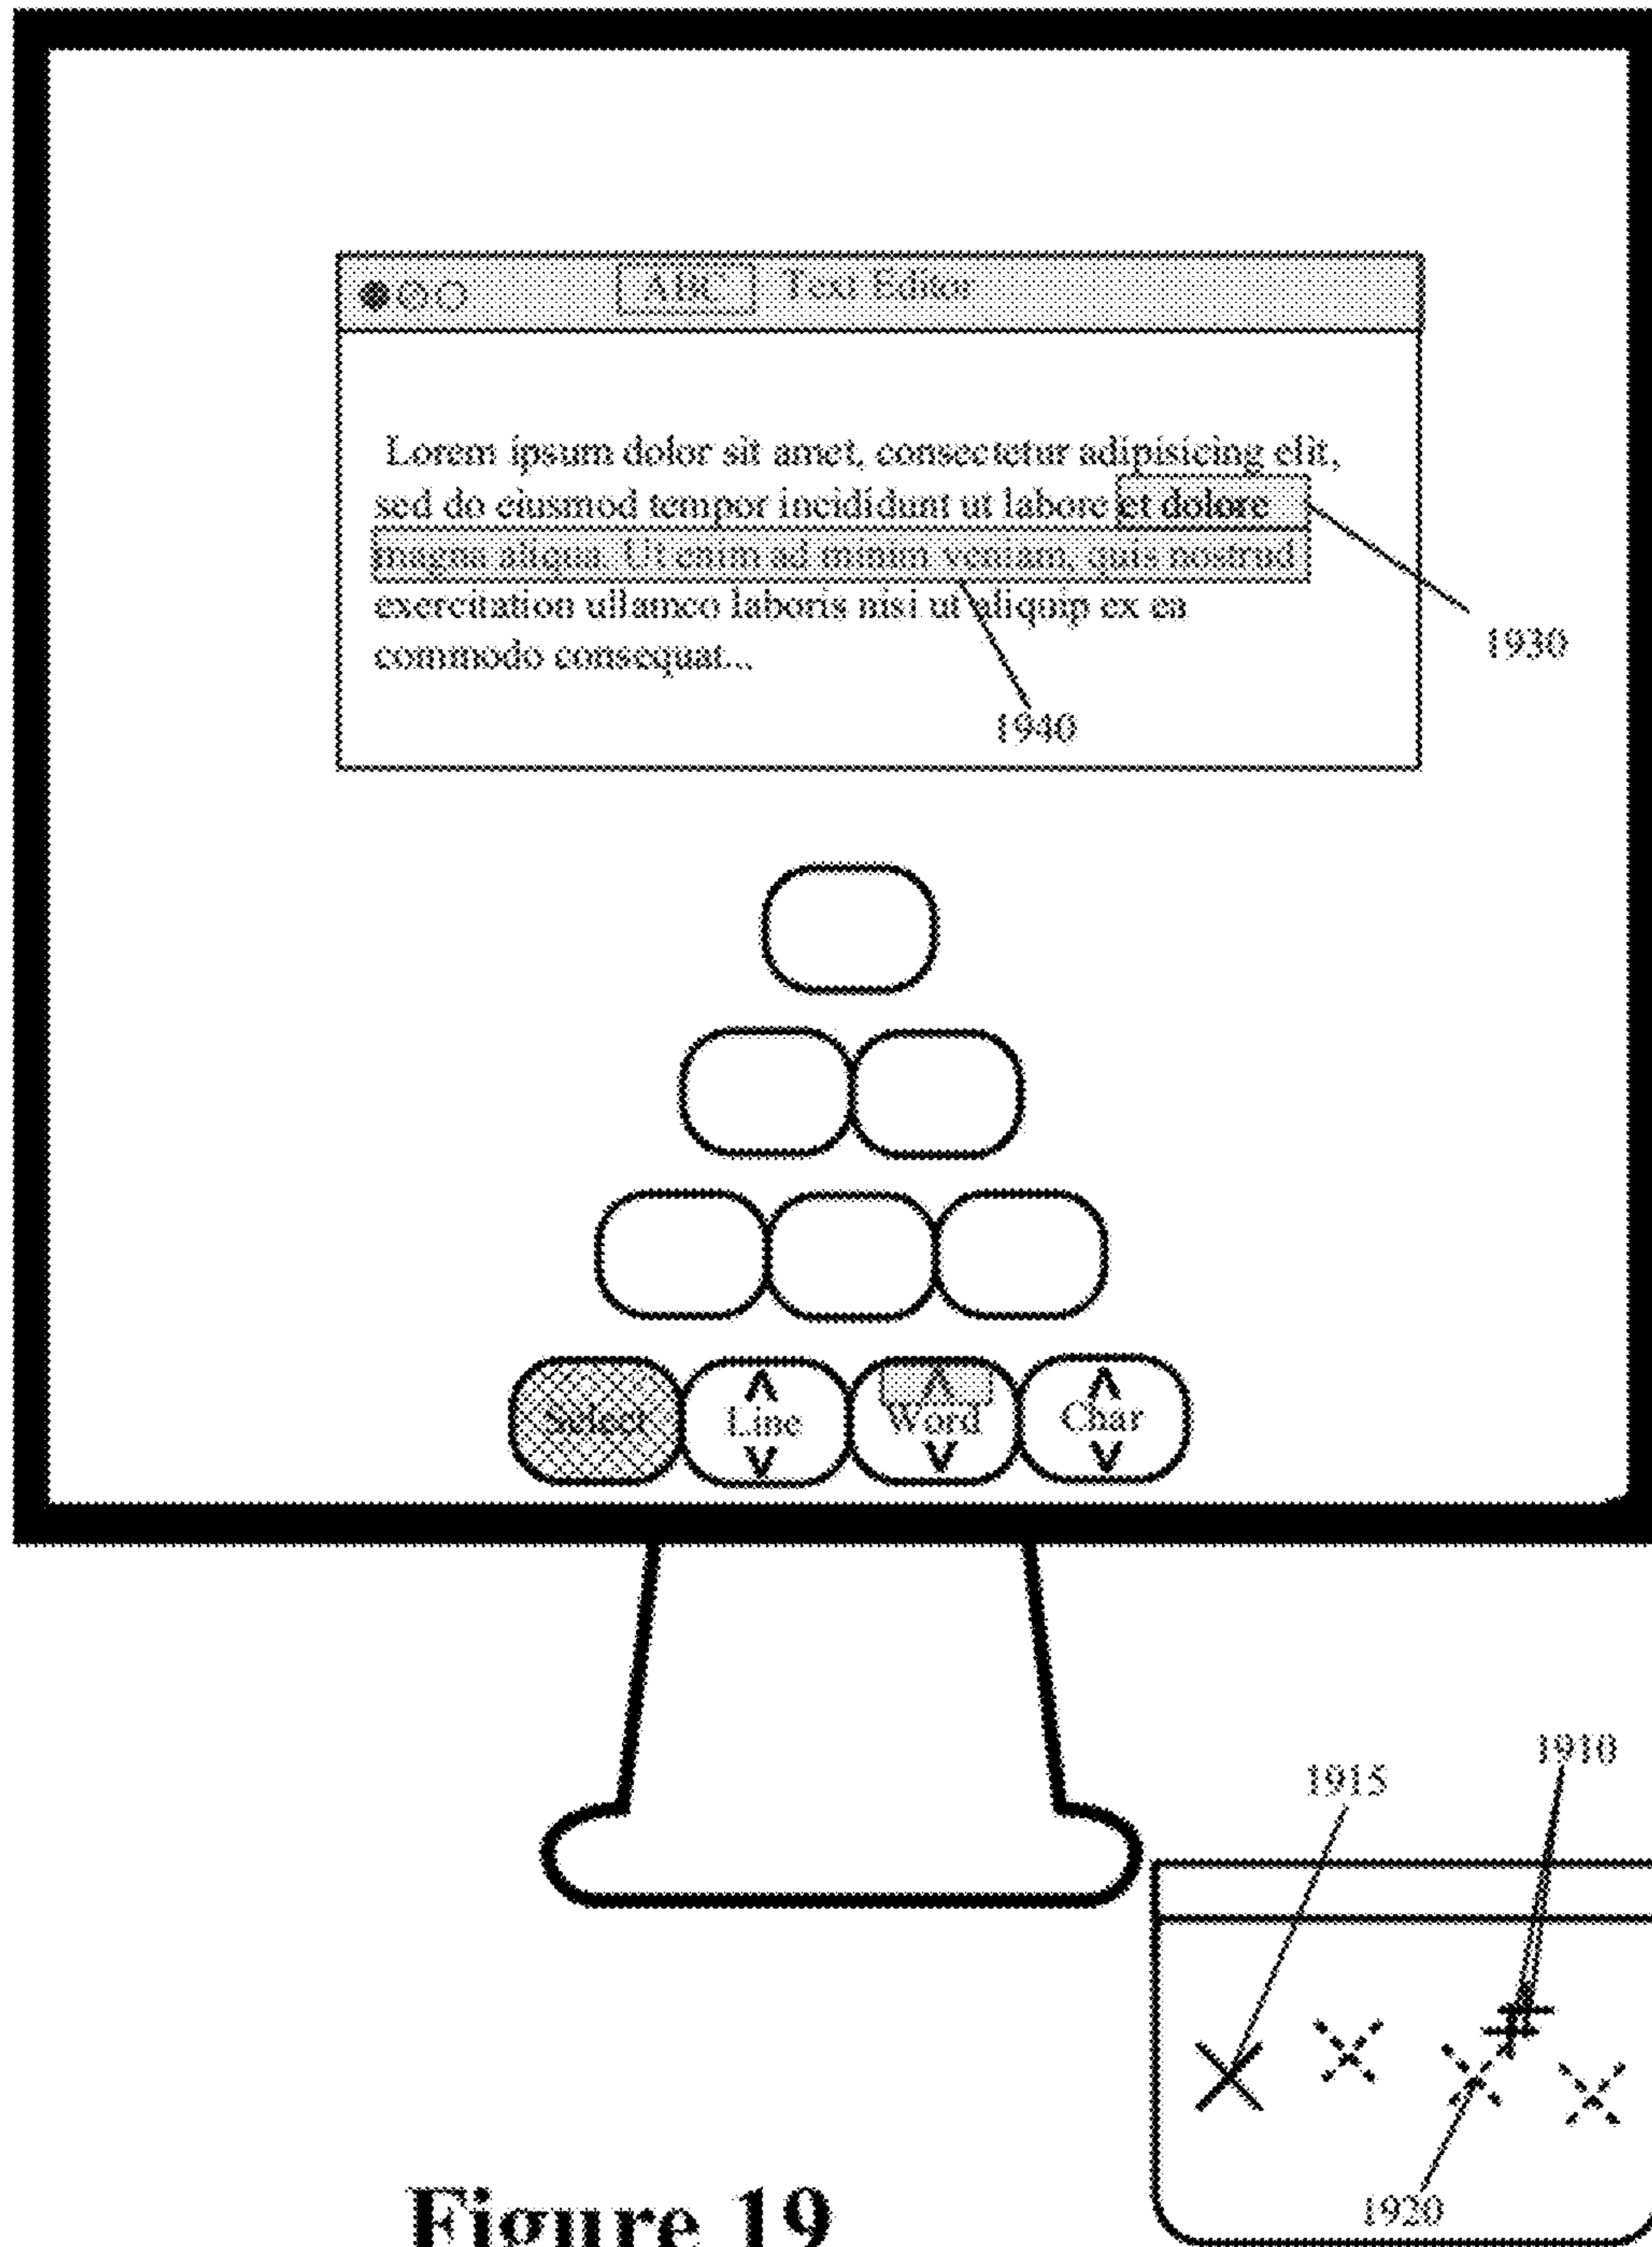 ABC Text Editor
Lorem ipsum dolor sit amet, consectetur adipisicing elit,
sed do eiusmod tempor incididunt ut labore et dolore
magna aliqua. Ut enim ad minim veniam, quis nostrud
exercitation ullamco laboris nisi ut aliquip ex ea
commodo consequat...
1930
1940
Select
Line
Word
Char
1910
1915
1920
Figure 19